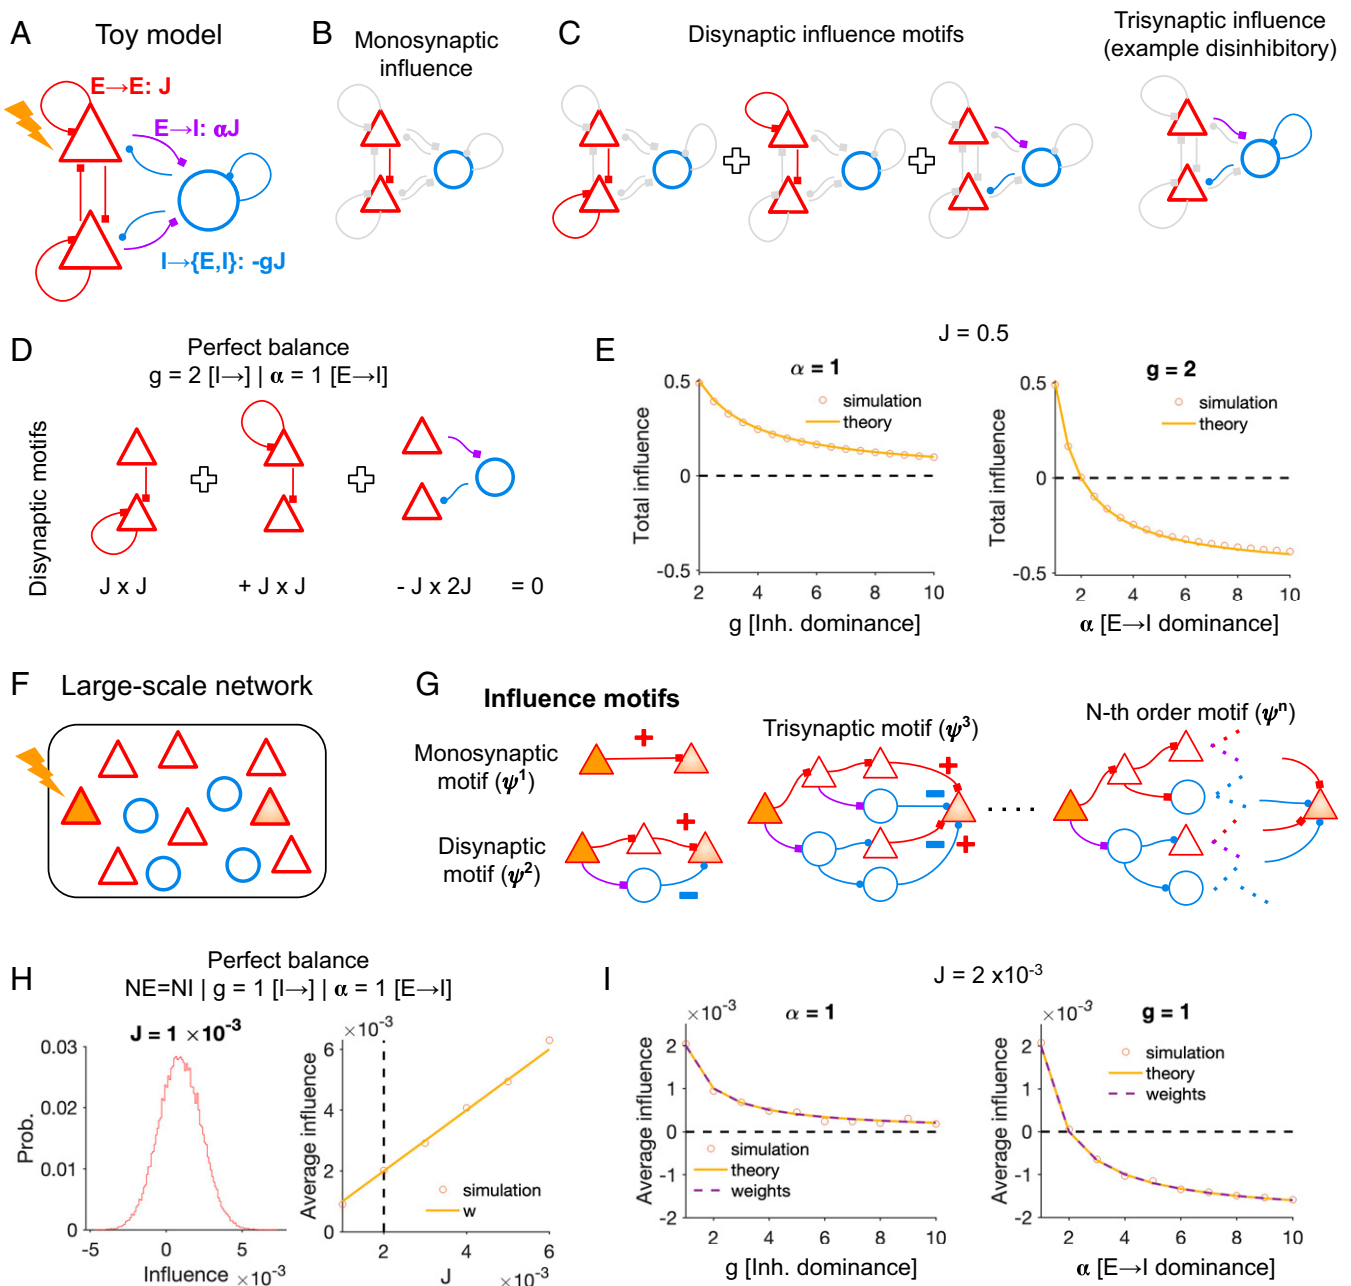 A
Toy model
E→E: J
E→I: αJ
I→{E,I}: -gJ
B
Monosynaptic
influence
C
Disynaptic influence motifs
Trisynaptic influence
(example disinhibitory)
D
Perfect balance
g = 2 [I→] | α = 1 [E→I]
Disynaptic motifs
J x J
+ J x J
- J x 2J
= 0
E
J = 0.5
α = 1
simulation
theory
Total influence
0.5
0
-0.5
2
4
6
8
10
g [Inh. dominance]
g = 2
simulation
theory
Total influence
0.5
0
-0.5
2
4
6
8
10
α [E→I dominance]
F
Large-scale network
G
Influence motifs
Monosynaptic
motif (ψ¹)
+
Disynaptic
motif (ψ²)
+
−
Trisynaptic motif (ψ³)
+
−
−
+
....
N-th order motif (ψⁿ)
H
Perfect balance
NE=NI | g = 1 [I→] | α = 1 [E→I]
J = 1 ×10⁻³
Prob.
0.03
0.02
0.01
0
-5
0
5
Influence ×10⁻³
×10⁻³
Average influence
6
4
2
0
simulation
w
2
4
6
J ×10⁻³
I
J = 2 x10⁻³
×10⁻³
α = 1
Average influence
2
1
0
-1
-2
simulation
theory
weights
2
4
6
8
10
g [Inh. dominance]
×10⁻³
g = 1
simulation
theory
weights
Average influence
2
1
0
-1
-2
2
4
6
8
10
α [E→I dominance]